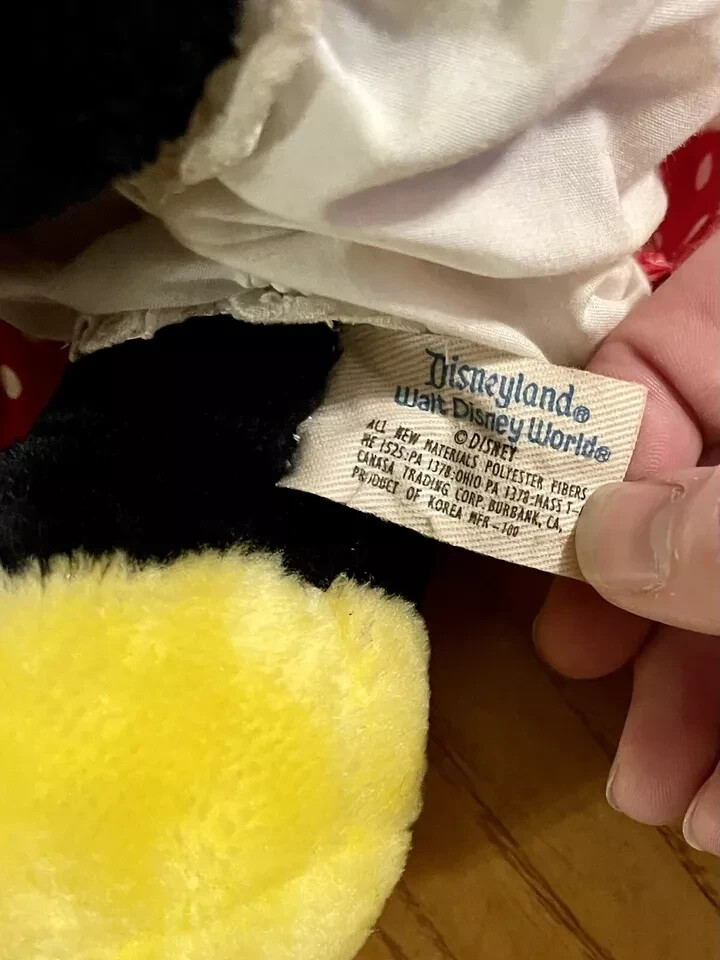 Disneyland®
Walt Disney World®
© DISNEY
ALL NEW MATERIALS POLYESTER FIBERS
ME 1525:PA 1378:OHIO PA 1378:MASS T-
CANASA TRADING CORP. BURBANK, CA,
PRODUCT OF KOREA MFR-100